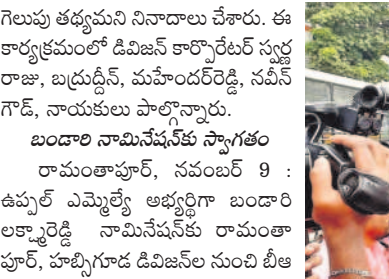 గెలుపు తథ్యమని నినాదాలు చేశారు. ఈ
కార్యక్రమంలో డివిజన్ కార్పొరేటర్ స్వర్ణ
రాజు, బద్రుద్దీన్, మహేందర్‌రెడ్డి, నవీన్
గౌడ్, నాయకులు పాల్గొన్నారు.
బండారి నామినేషన్‌కు స్వాగతం
రామంతాపూర్, నవంబర్ 9 :
ఉప్పల్ ఎమ్మెల్యే అభ్యర్థిగా బండారి
లక్ష్మారెడ్డి నామినేషన్‌కు రామంతా
పూర్, హబ్సిగూడ డివిజన్‌ల నుంచి బీఆ